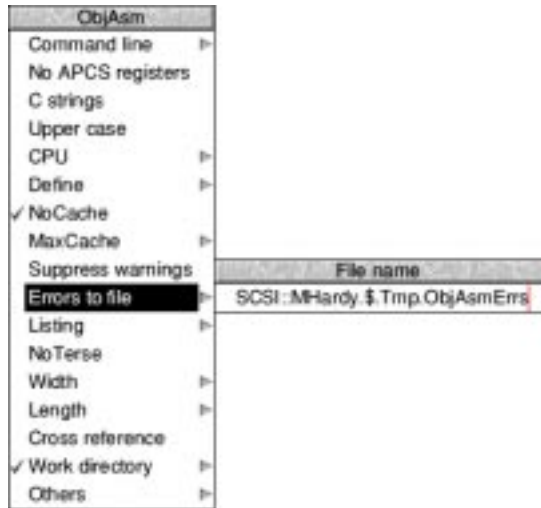 ObjAsm
Command line
No APCS registers
C strings
Upper case
CPU
Define
✓ NoCache
MaxCache
Suppress warnings
File name
Errors to file
SCSI::MHardy.$.Tmp.ObjAsmErrs
Listing
NoTerse
Width
Length
Cross reference
✓ Work directory
Others